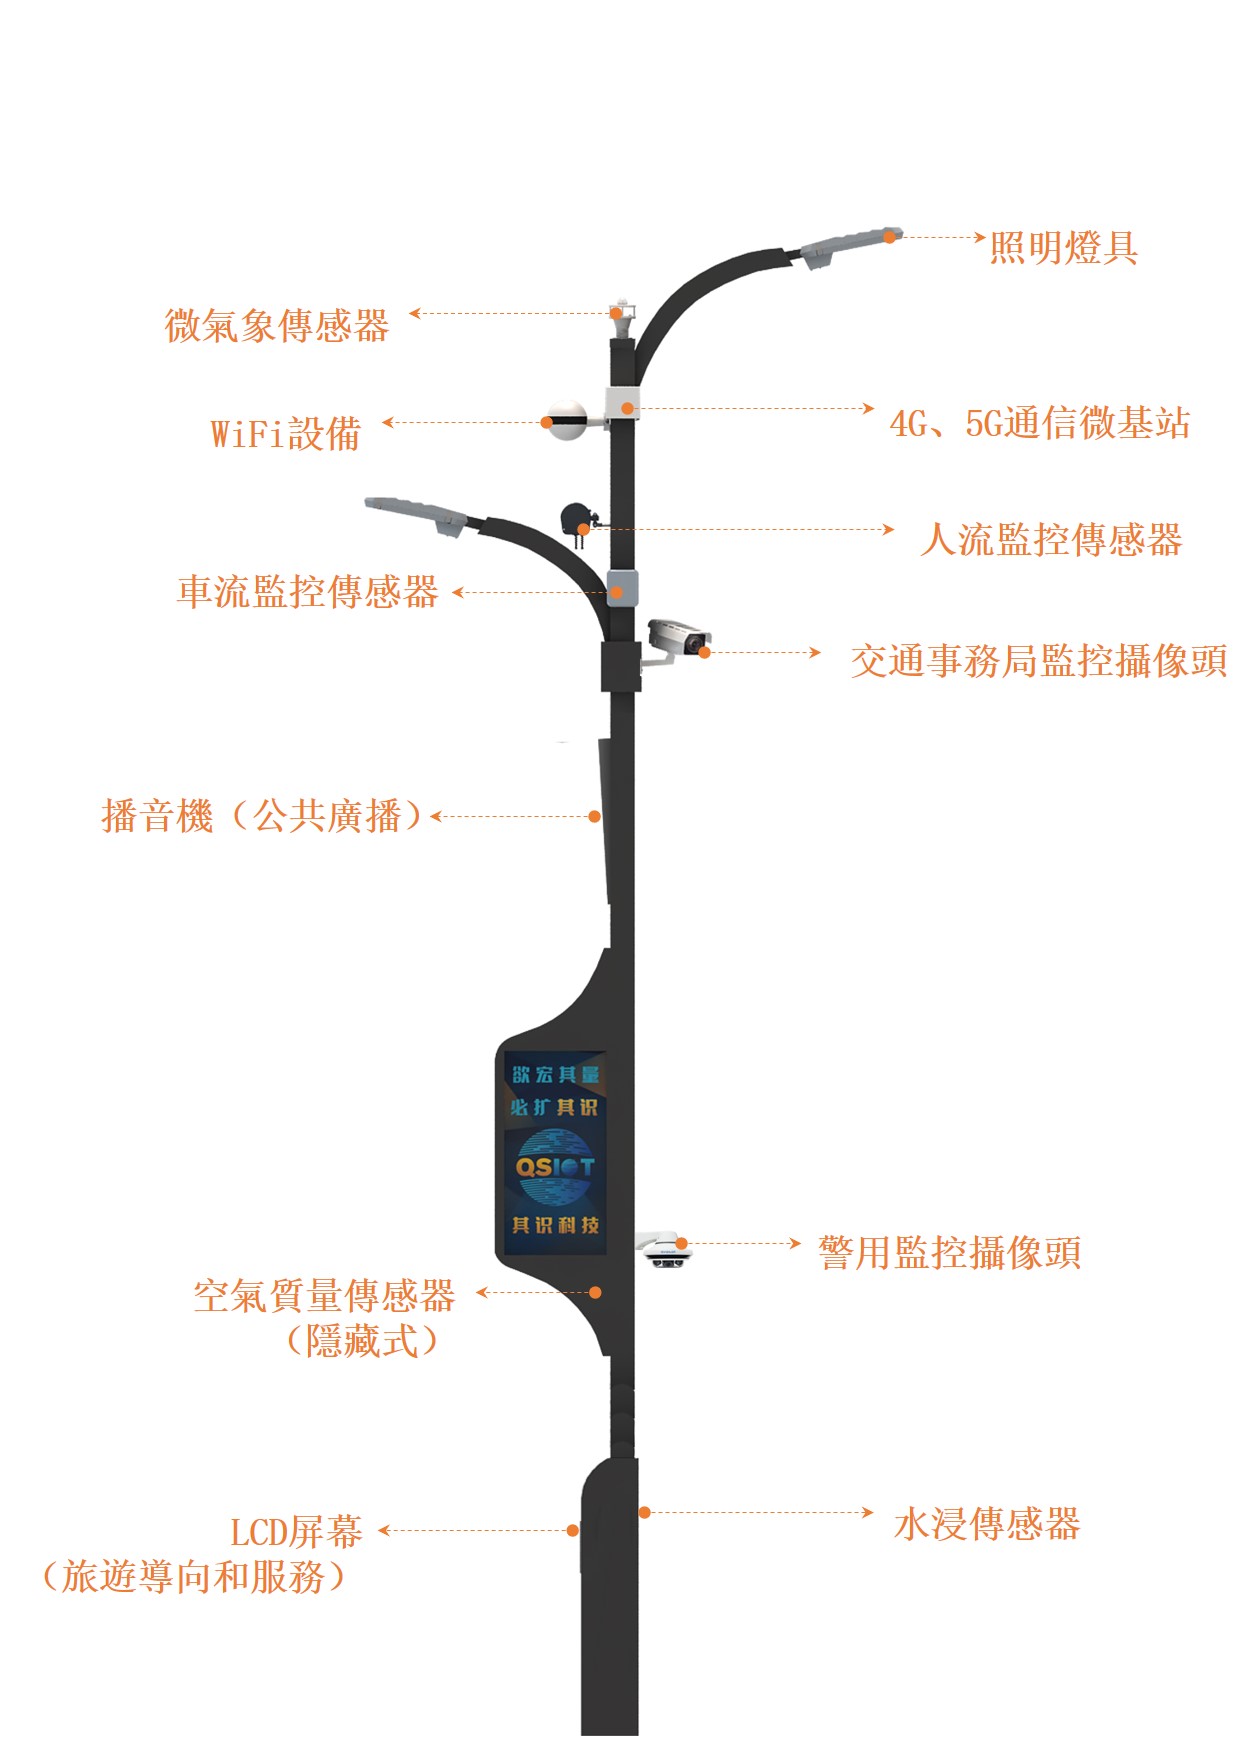 照明燈具
微氣象傳感器
WiFi設備
4G、5G通信微基站
人流監控傳感器
車流監控傳感器
交通事務局監控攝像頭
播音機（公共廣播）
欲宏其量
必扩其识
QSIOT
其识科技
警用監控攝像頭
空氣質量傳感器
（隱藏式）
水浸傳感器
LCD屏幕
（旅遊導向和服務）